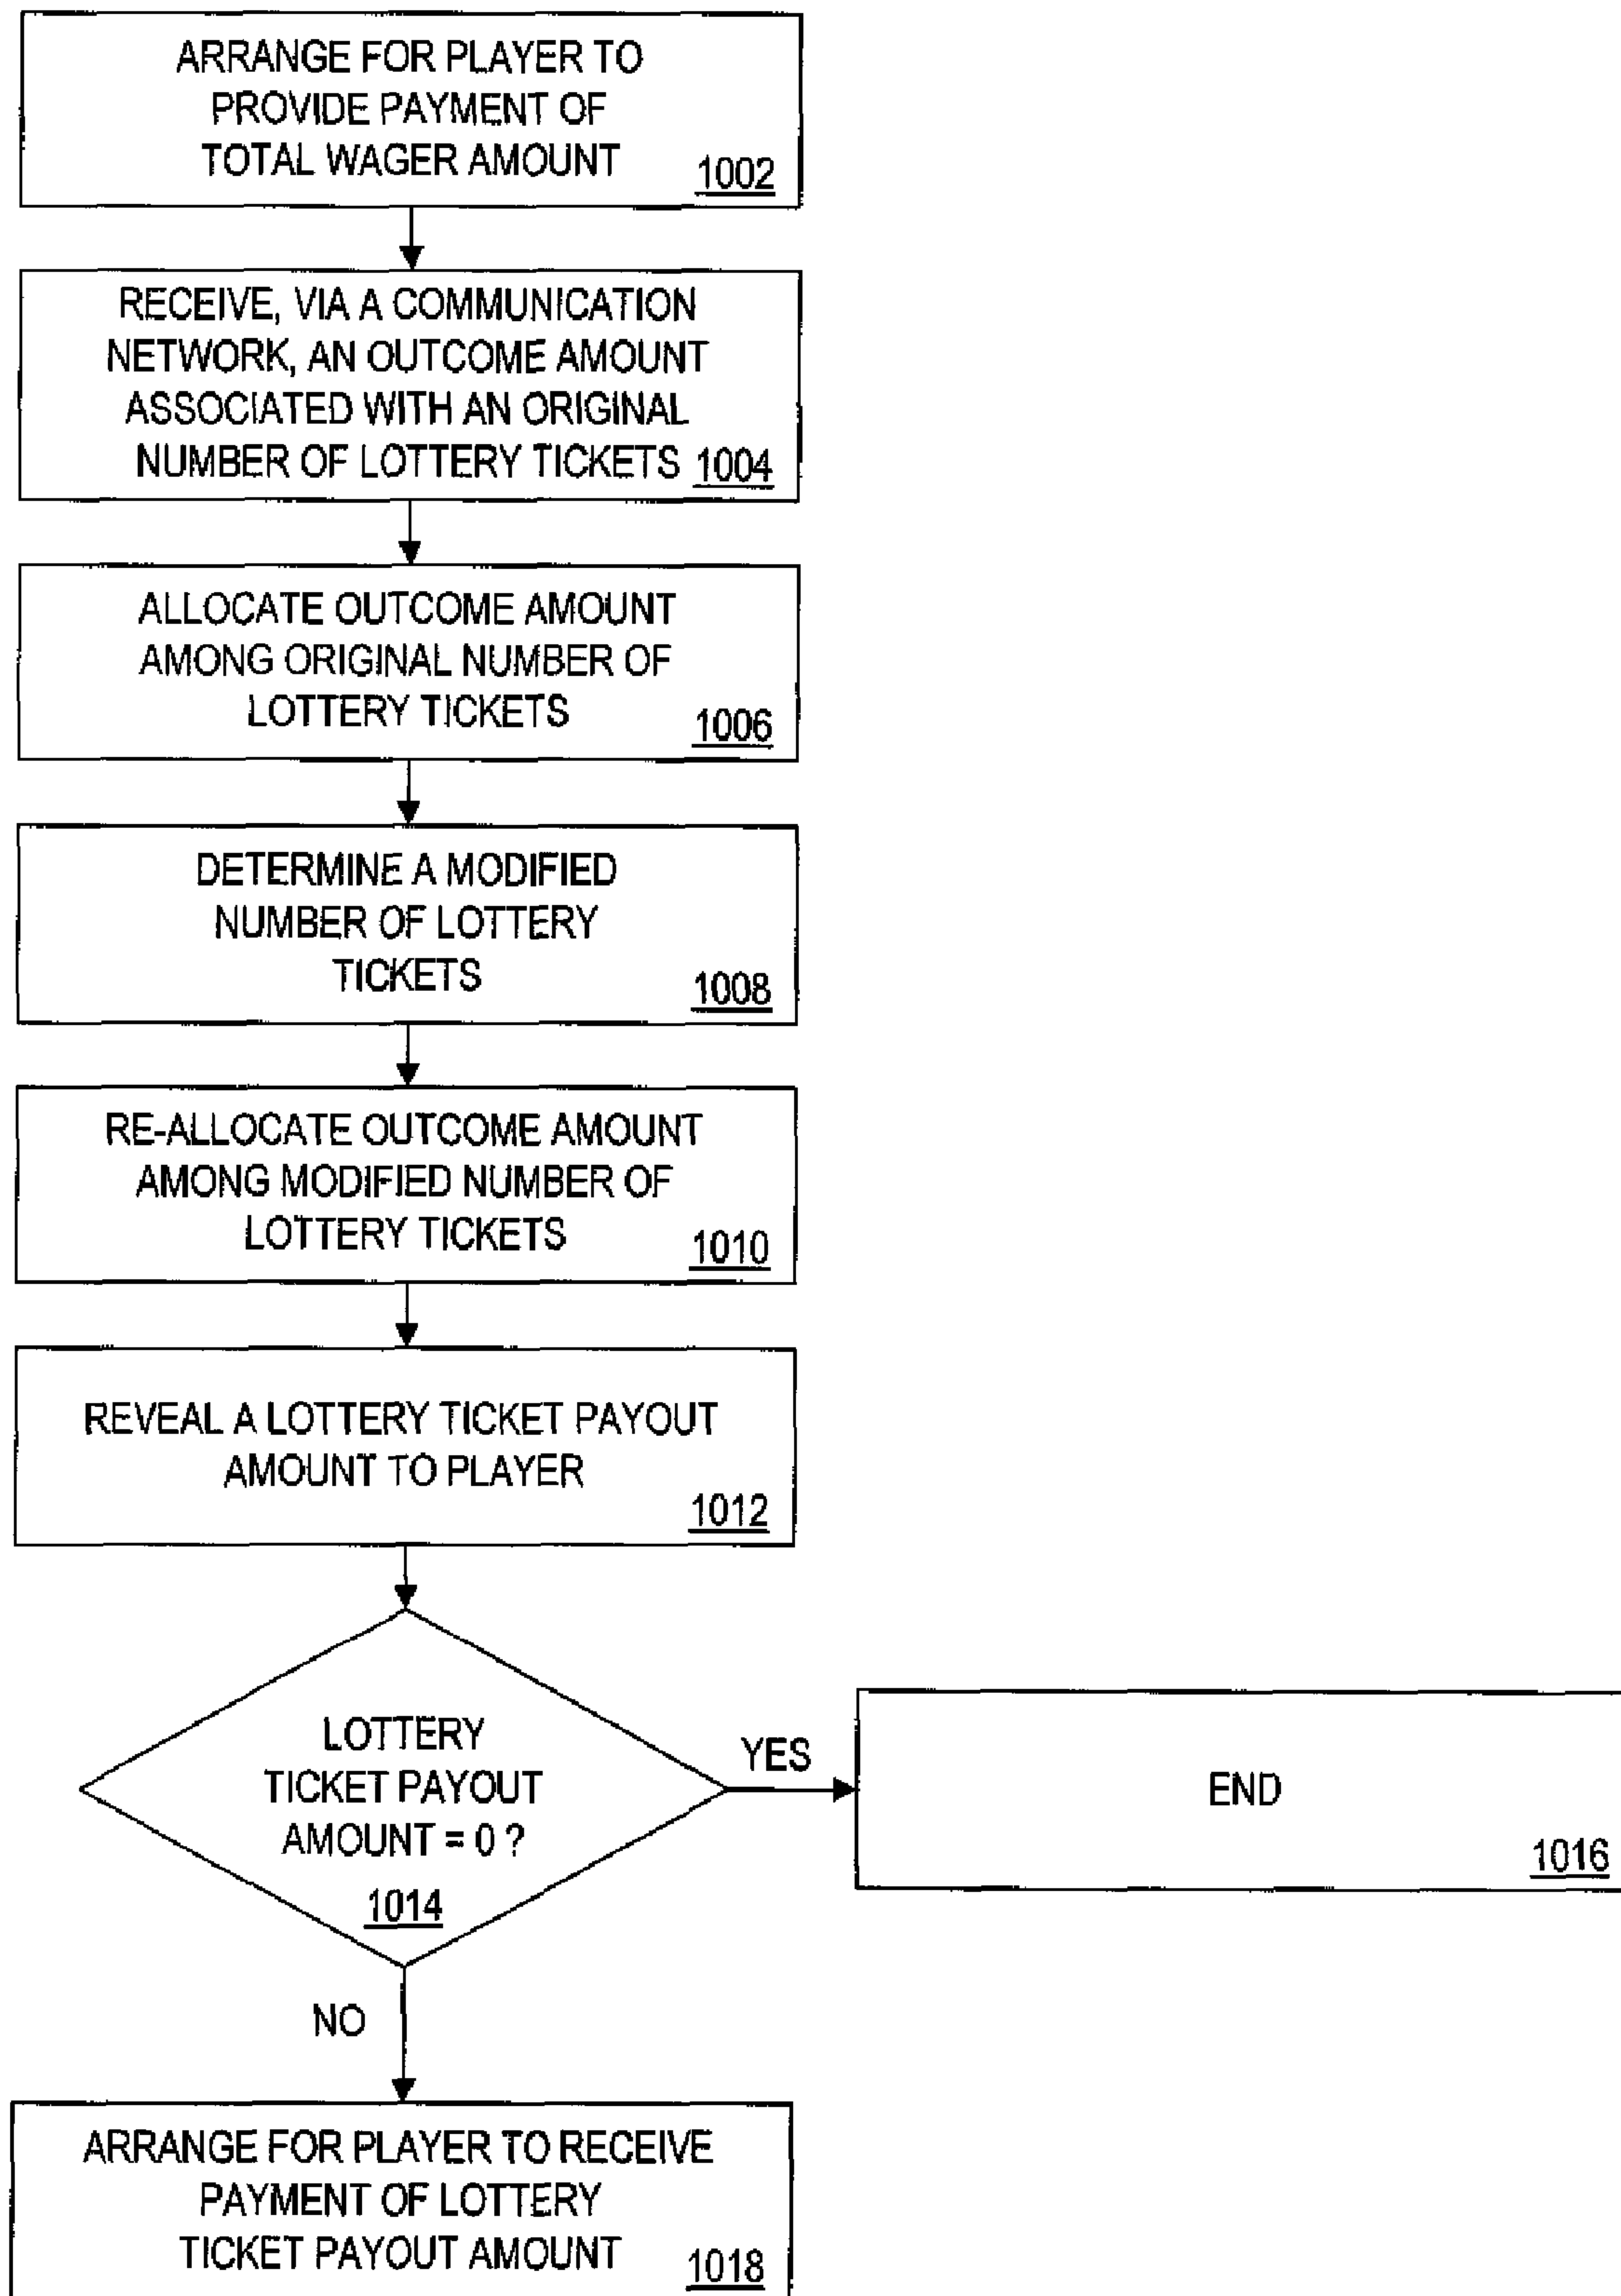 ARRANGE FOR PLAYER TO
PROVIDE PAYMENT OF
TOTAL WAGER AMOUNT
1002
RECEIVE, VIA A COMMUNICATION
NETWORK, AN OUTCOME AMOUNT
ASSOCIATED WITH AN ORIGINAL
NUMBER OF LOTTERY TICKETS 1004
ALLOCATE OUTCOME AMOUNT
AMONG ORIGINAL NUMBER OF
LOTTERY TICKETS
1006
DETERMINE A MODIFIED
NUMBER OF LOTTERY
TICKETS
1008
RE-ALLOCATE OUTCOME AMOUNT
AMONG MODIFIED NUMBER OF
LOTTERY TICKETS
1010
REVEAL A LOTTERY TICKET PAYOUT
AMOUNT TO PLAYER
1012
LOTTERY
TICKET PAYOUT
AMOUNT = 0 ?
1014
YES
END
1016
NO
ARRANGE FOR PLAYER TO RECEIVE
PAYMENT OF LOTTERY
TICKET PAYOUT AMOUNT
1018